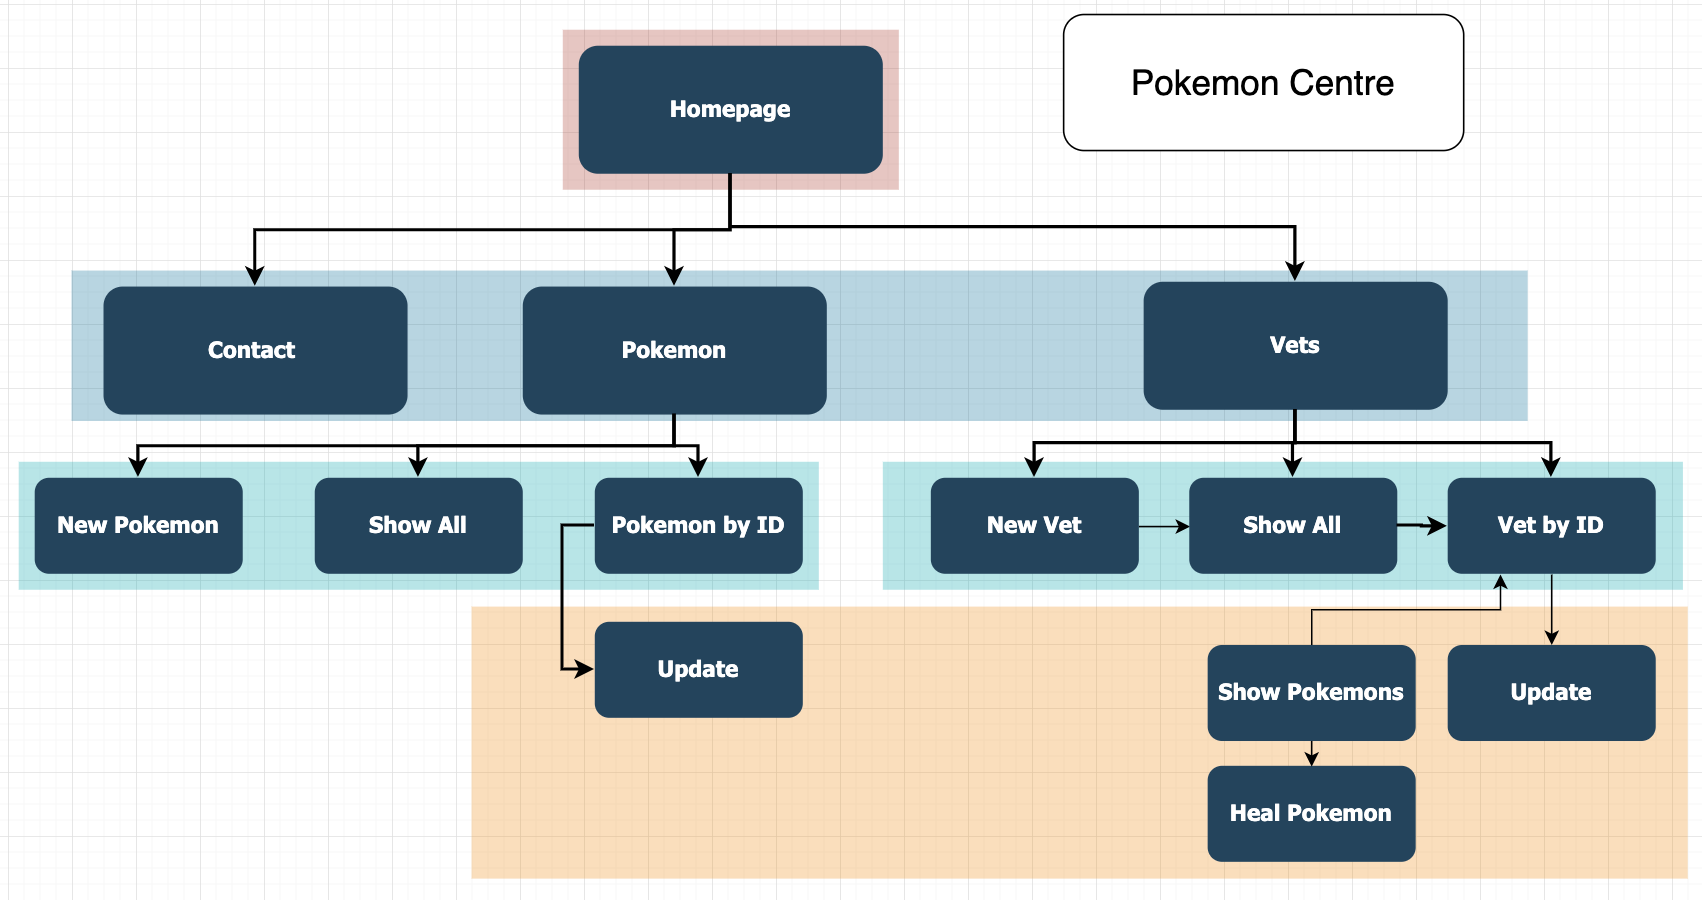 Pokemon Centre
Homepage
Contact
Pokemon
Vets
New Pokemon
Show All
Pokemon by ID
New Vet
Show All
Vet by ID
Update
Show Pokemons
Update
Heal Pokemon